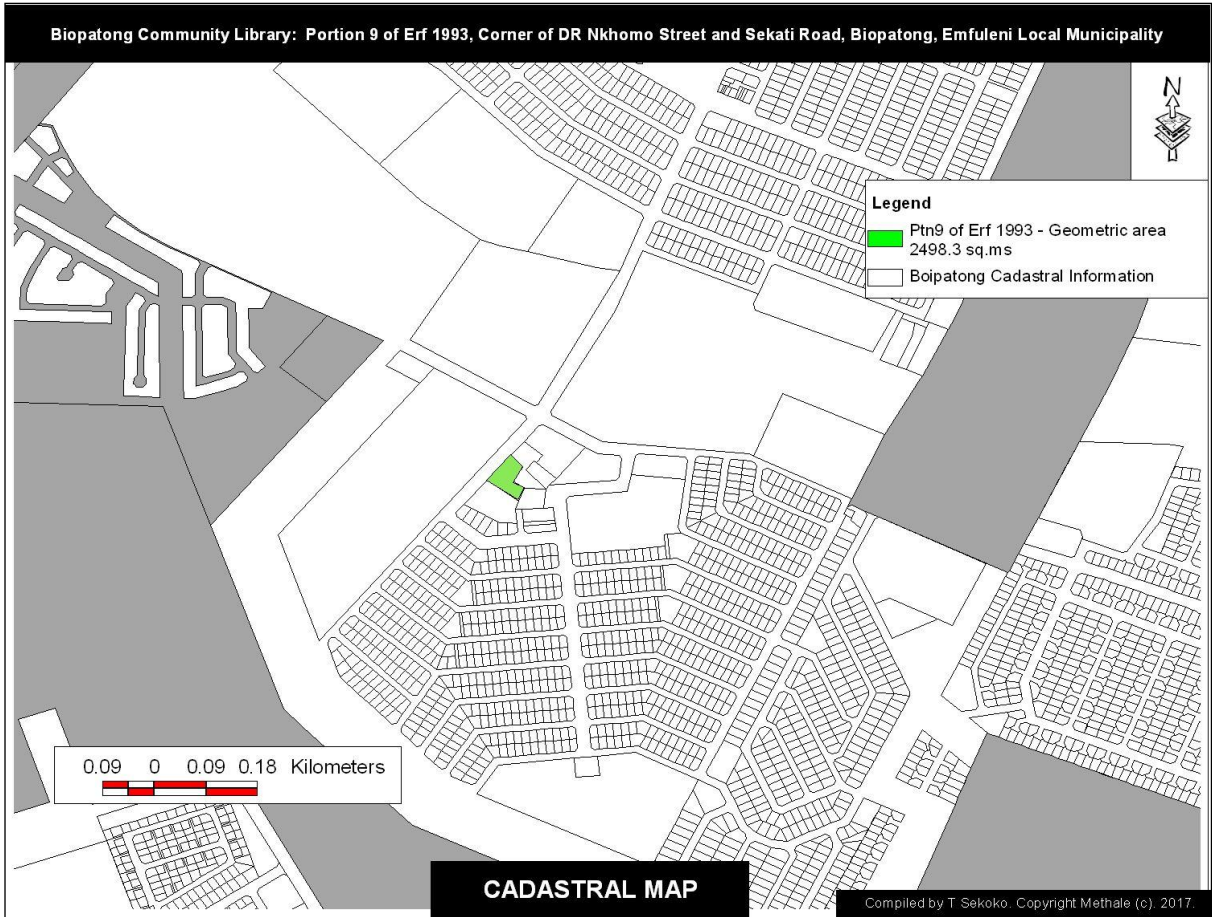 Biopatong Community Library: Portion 9 of Erf 1993, Corner of DR Nkhomo Street and Sekati Road, Biopatong, Emfuleni Local Municipality
N
Legend
Ptn9 of Erf 1993 - Geometric area
2498.3 sq.ms
Boipatong Cadastral Information
0.09 0 0.09 0.18 Kilometers
CADASTRAL MAP
Compiled by T Sekoko. Copyright Methale (c). 2017.